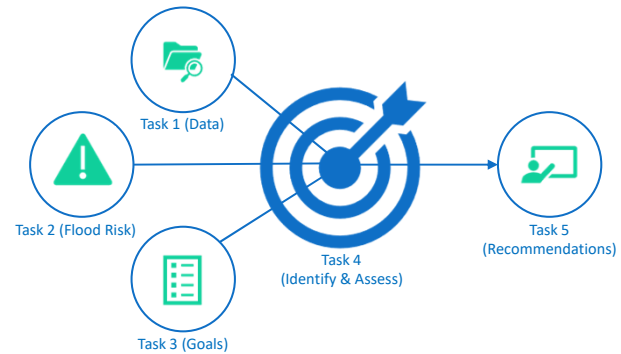 Task 1 (Data)
Task 2 (Flood Risk)
Task 3 (Goals)
Task 4
(Identify & Assess)
Task 5
(Recommendations)